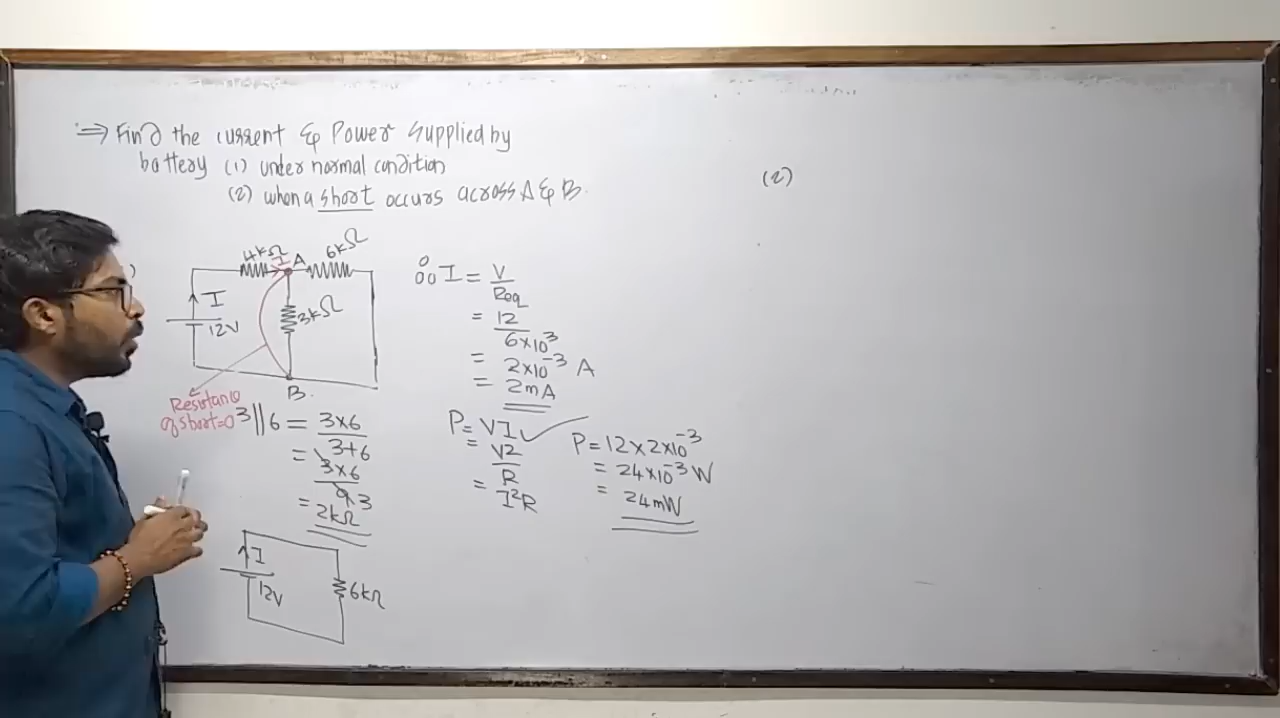 ⇒ Find the current & Power Supplied by
battery (1) under normal condition
(2) when a short occurs across A & B.
)
4kΩ
I
A
6kΩ
I
12V
3kΩ
B.
Resistance
of short=0
3||6 = 3×6
3+6
= 3×6
9 3
= 2kΩ
I
12V
6kΩ
∴ I = V
Req
= 12
6×10³
= 2×10⁻³ A
= 2mA
P = VI ✓
= V2
R
= I²R
P = 12×2×10⁻³
= 24×10⁻³ W
= 24mW
(2)